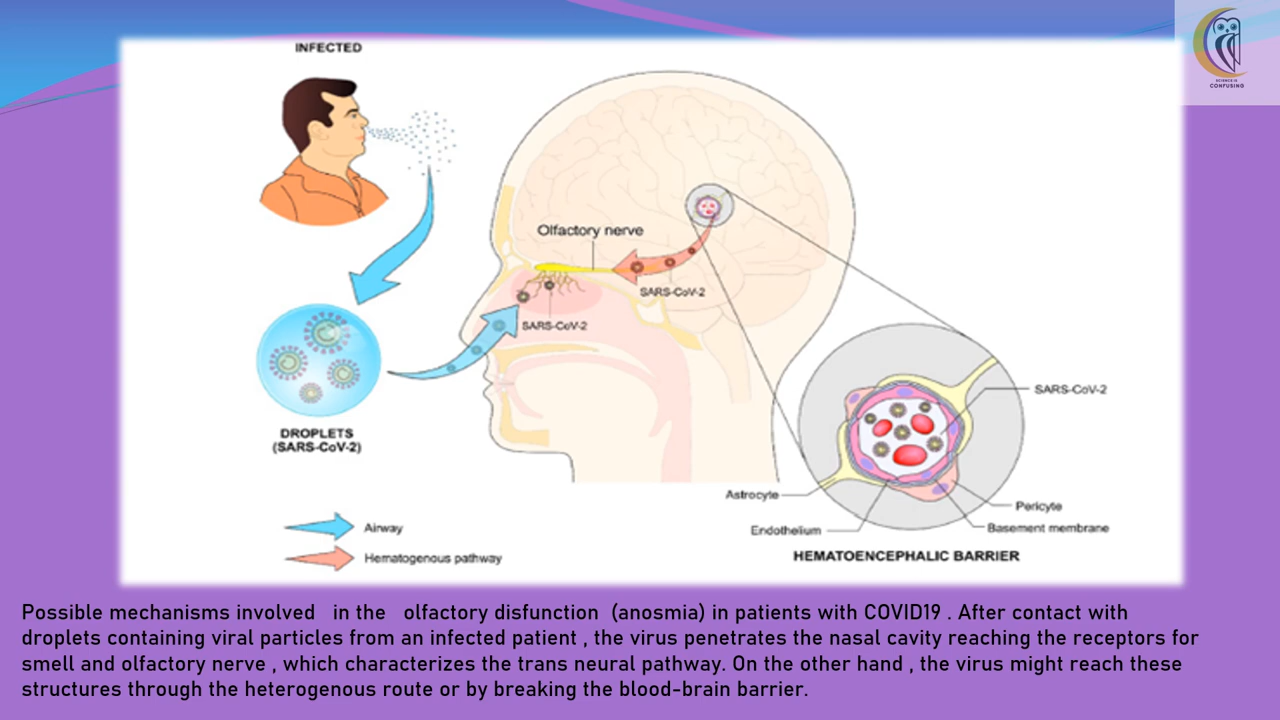 INFECTED
SCIENCE IS
CONFUSING
Olfactory nerve
SARS-CoV-2
SARS-CoV-2
DROPLETS
(SARS-CoV-2)
SARS-CoV-2
Astrocyte
Pericyte
Endothelium
Basement membrane
Airway
Hematogenous pathway
HEMATOENCEPHALIC BARRIER
Possible mechanisms involved in the olfactory disfunction (anosmia) in patients with COVID19 . After contact with
droplets containing viral particles from an infected patient , the virus penetrates the nasal cavity reaching the receptors for
smell and olfactory nerve , which characterizes the trans neural pathway. On the other hand , the virus might reach these
structures through the heterogenous route or by breaking the blood-brain barrier.